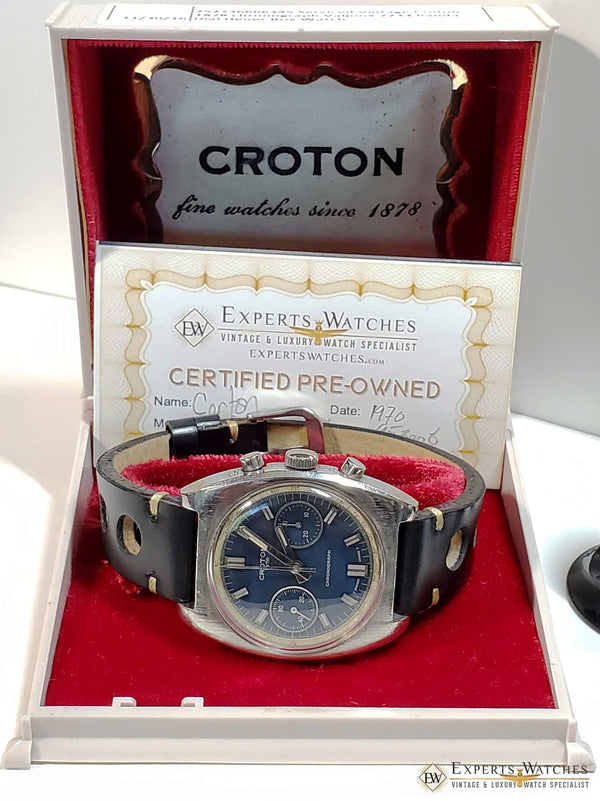 CROTON
fine watches since 1878
EW
EXPERTS WATCHES
VINTAGE & LUXURY WATCH SPECIALIST
EXPERTSWATCHES.COM
CERTIFIED PRE-OWNED
Name: Croton Date: 1970
CROTON
CHRONOGRAPH
EW EXPERTS WATCHES
VINTAGE & LUXURY WATCH SPECIALIST